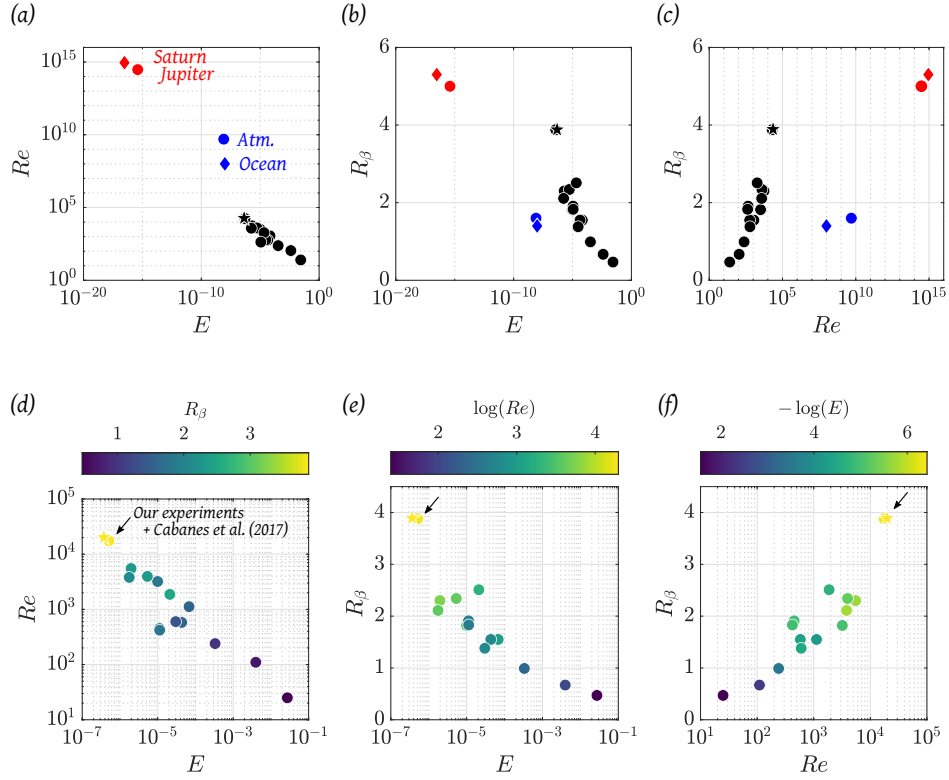 (a)
10^15
10^10
10^5
10^0
Re
Saturn
Jupiter
Atm.
Ocean
10^-20
10^-10
10^0
E
(b)
6
4
2
0
R_β
10^-20
10^-10
10^0
E
(c)
6
4
2
0
R_β
10^0
10^5
10^10
10^15
Re
(d)
R_β
1
2
3
10^5
10^4
10^3
10^2
10^1
Re
Our experiments
+ Cabanes et al. (2017)
10^-7
10^-5
10^-3
10^-1
E
(e)
log(Re)
2
3
4
4
3
2
1
0
R_β
10^-7
10^-5
10^-3
10^-1
E
(f)
− log(E)
2
4
6
4
3
2
1
0
R_β
10^1
10^2
10^3
10^4
10^5
Re